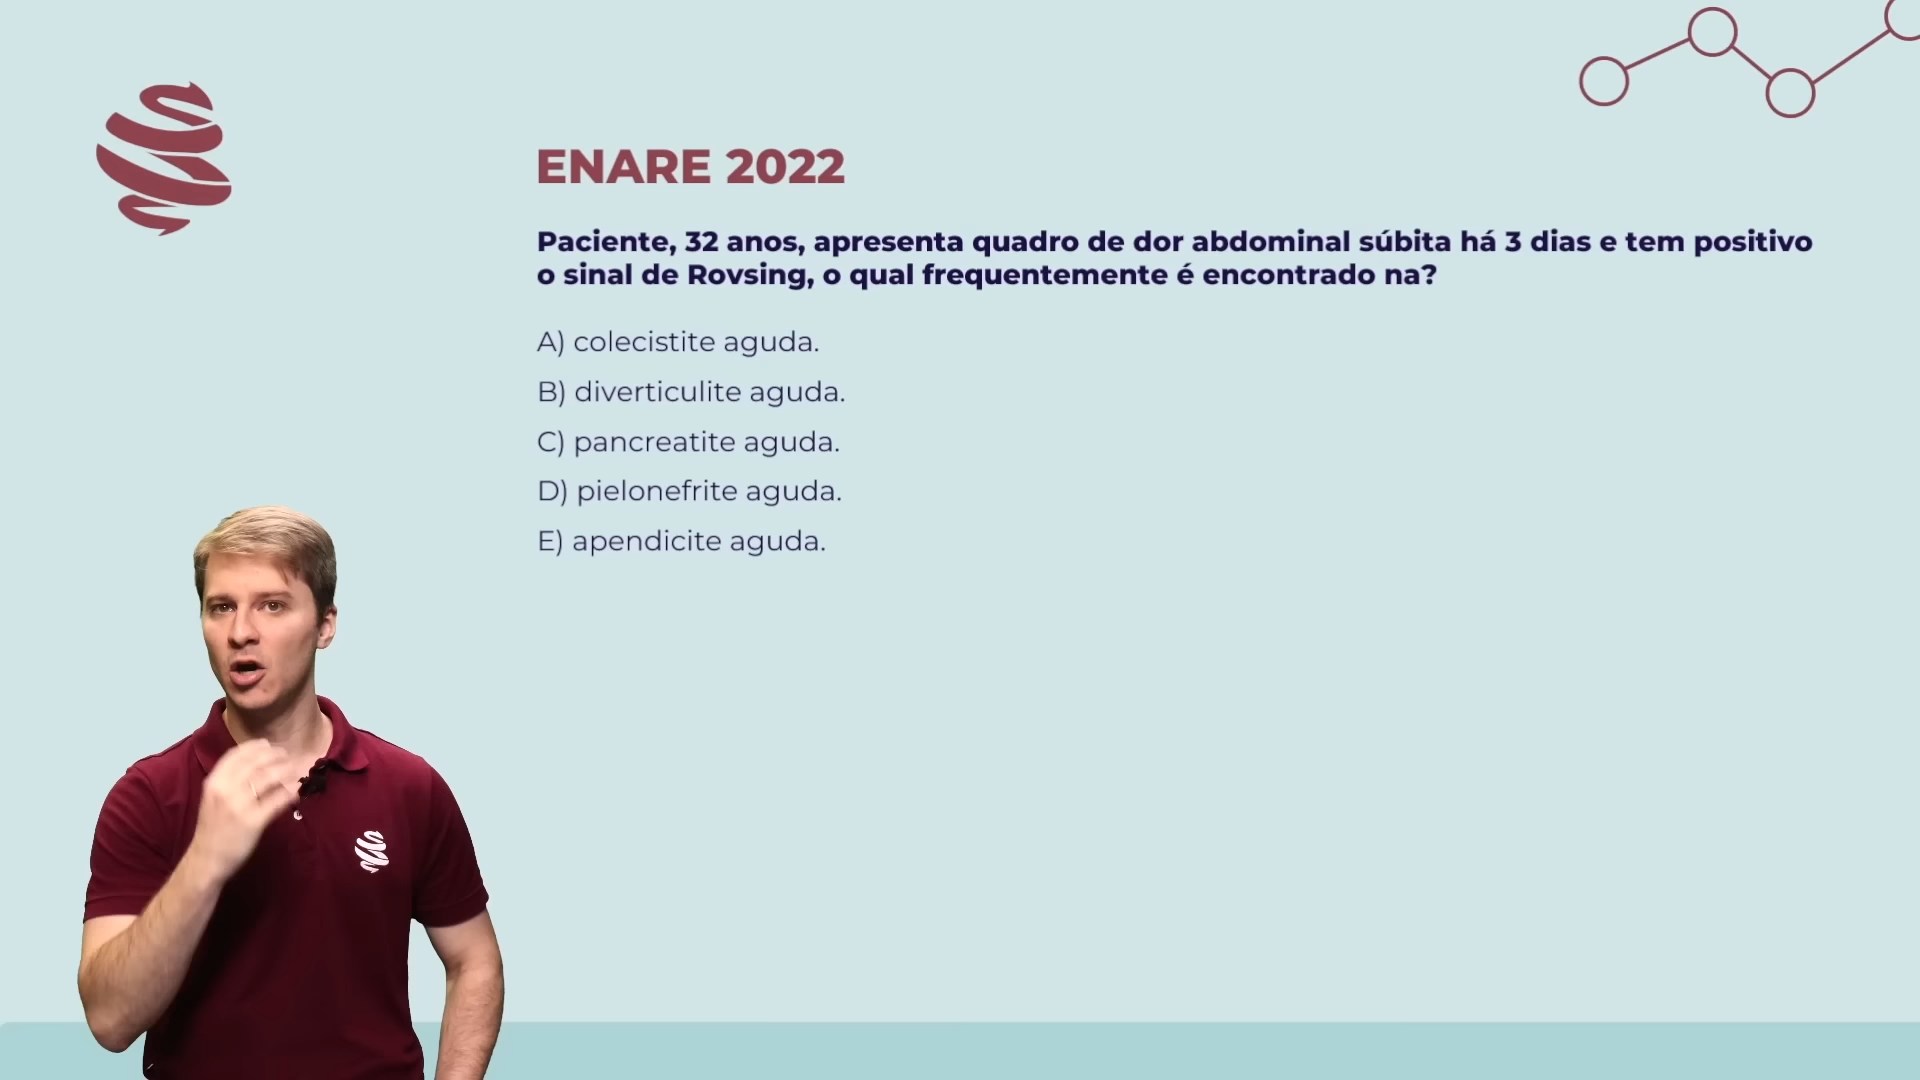 ENARE 2022
Paciente, 32 anos, apresenta quadro de dor abdominal súbita há 3 dias e tem positivo
o sinal de Rovsing, o qual frequentemente é encontrado na?
A) colecistite aguda.
B) diverticulite aguda.
C) pancreatite aguda.
D) pielonefrite aguda.
E) apendicite aguda.